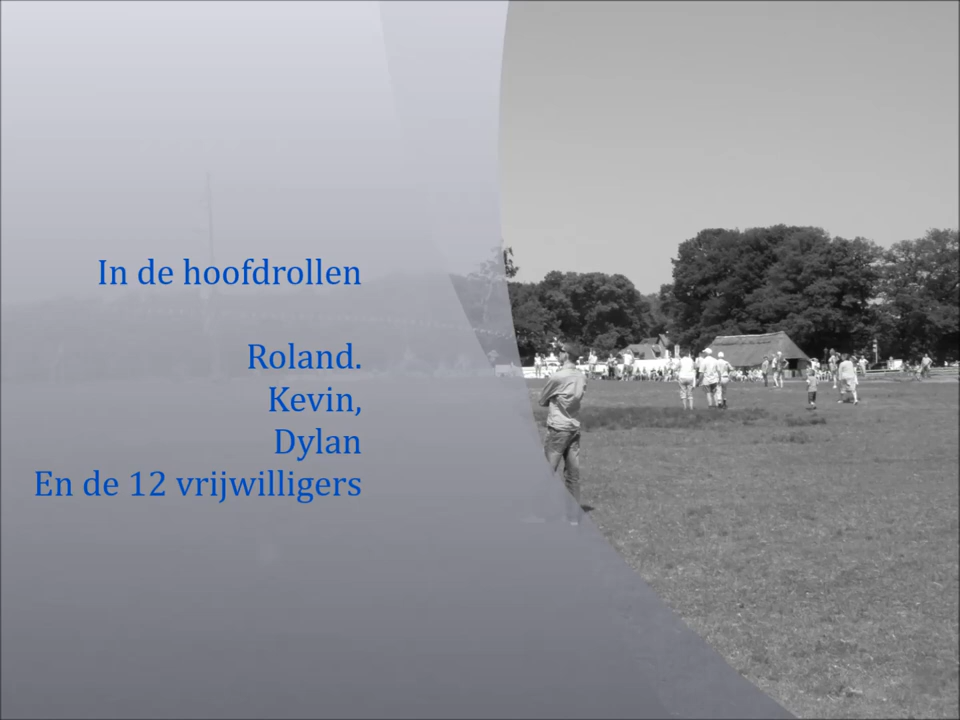 In de hoofdrollen
Roland.
Kevin,
Dylan
En de 12 vrijwilligers